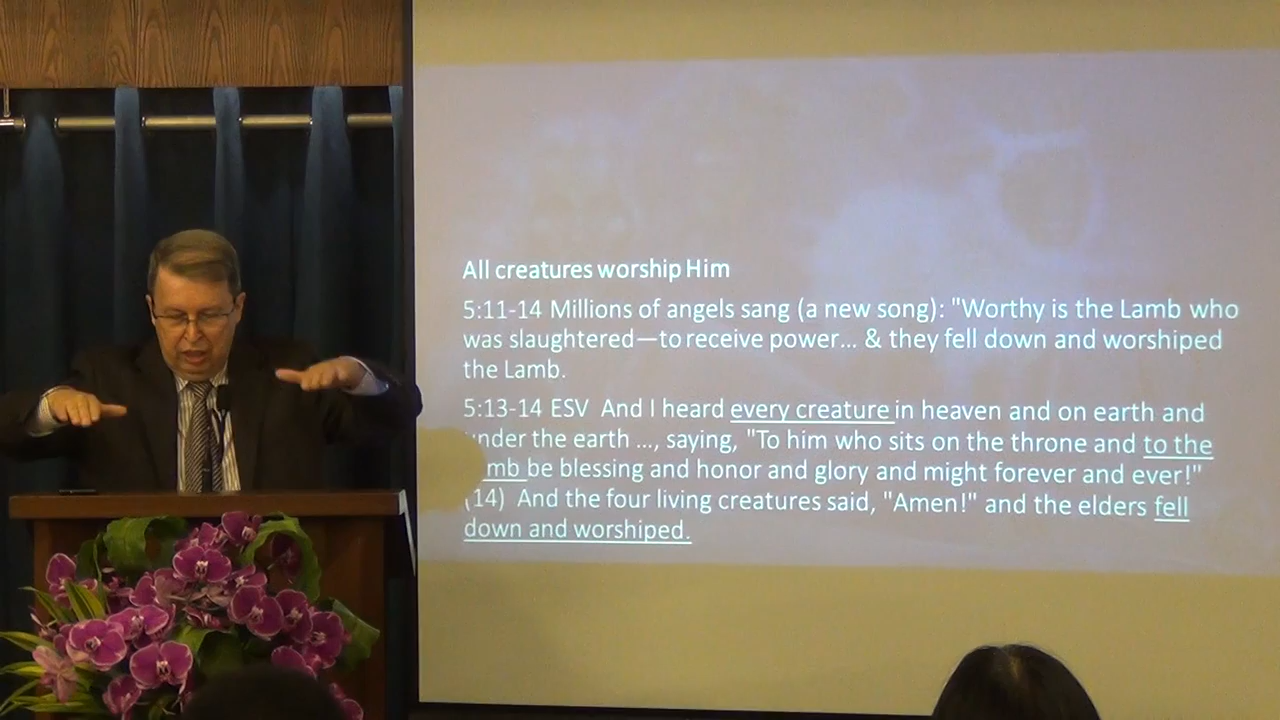 All creatures worship Him
5:11-14 Millions of angels sang (a new song): "Worthy is the Lamb who
was slaughtered—to receive power... & they fell down and worshiped
the Lamb.
5:13-14 ESV And I heard every creature in heaven and on earth and
under the earth ..., saying, "To him who sits on the throne and to the
mb be blessing and honor and glory and might forever and ever!"
(14) And the four living creatures said, "Amen!" and the elders fell
down and worshiped.